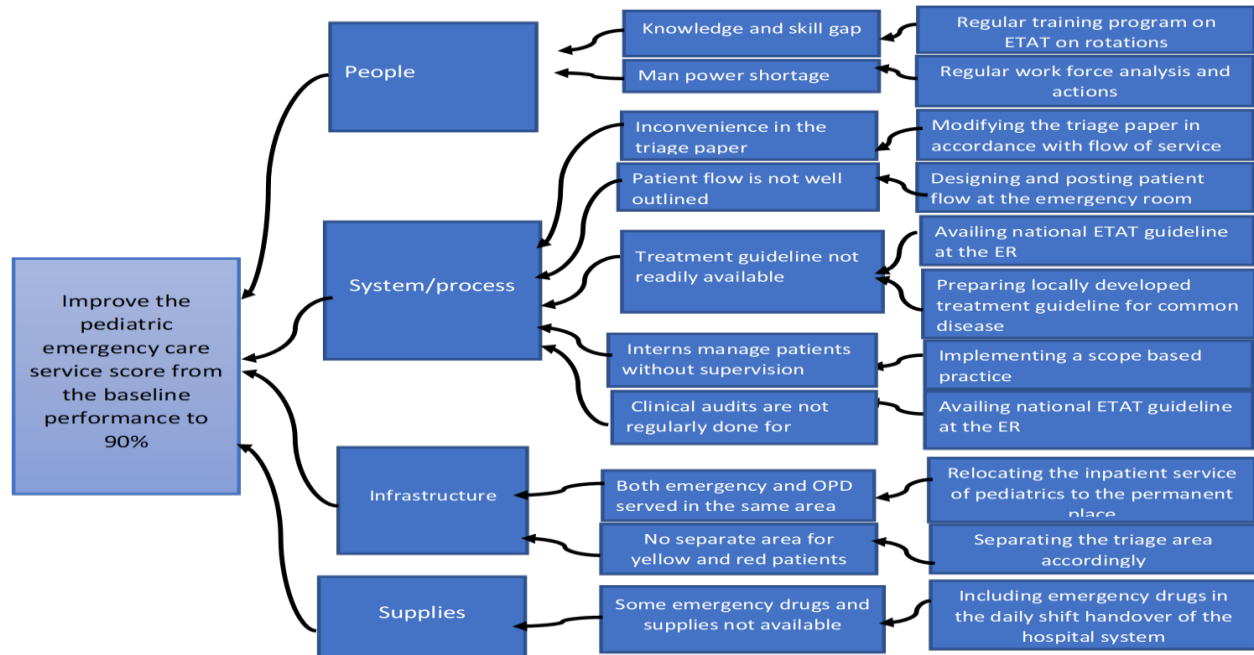 Improve the
pediatric
emergency care
service score from
the baseline
performance to
90%
People
System/process
Infrastructure
Supplies
Knowledge and skill gap
Man power shortage
Inconvenience in the
triage paper
Patient flow is not well
outlined
Treatment guideline not
readily available
Interns manage patients
without supervision
Clinical audits are not
regularly done for
Both emergency and OPD
served in the same area
No separate area for
yellow and red patients
Some emergency drugs and
supplies not available
Regular training program on
ETAT on rotations
Regular work force analysis and
actions
Modifying the triage paper in
accordance with flow of service
Designing and posting patient
flow at the emergency room
Availing national ETAT guideline
at the ER
Preparing locally developed
treatment guideline for common
disease
Implementing a scope based
practice
Availing national ETAT guideline
at the ER
Relocating the inpatient service
of pediatrics to the permanent
place
Separating the triage area
accordingly
Including emergency drugs in
the daily shift handover of the
hospital system